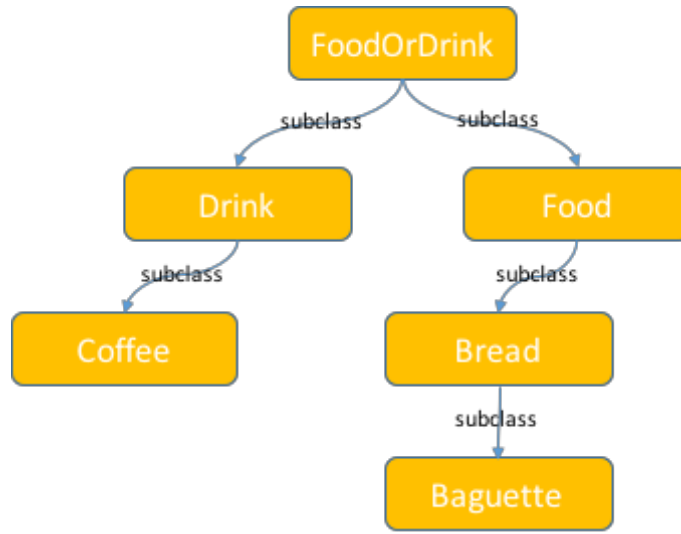 FoodOrDrink
subclass
subclass
Drink
Food
subclass
subclass
Coffee
Bread
subclass
Baguette